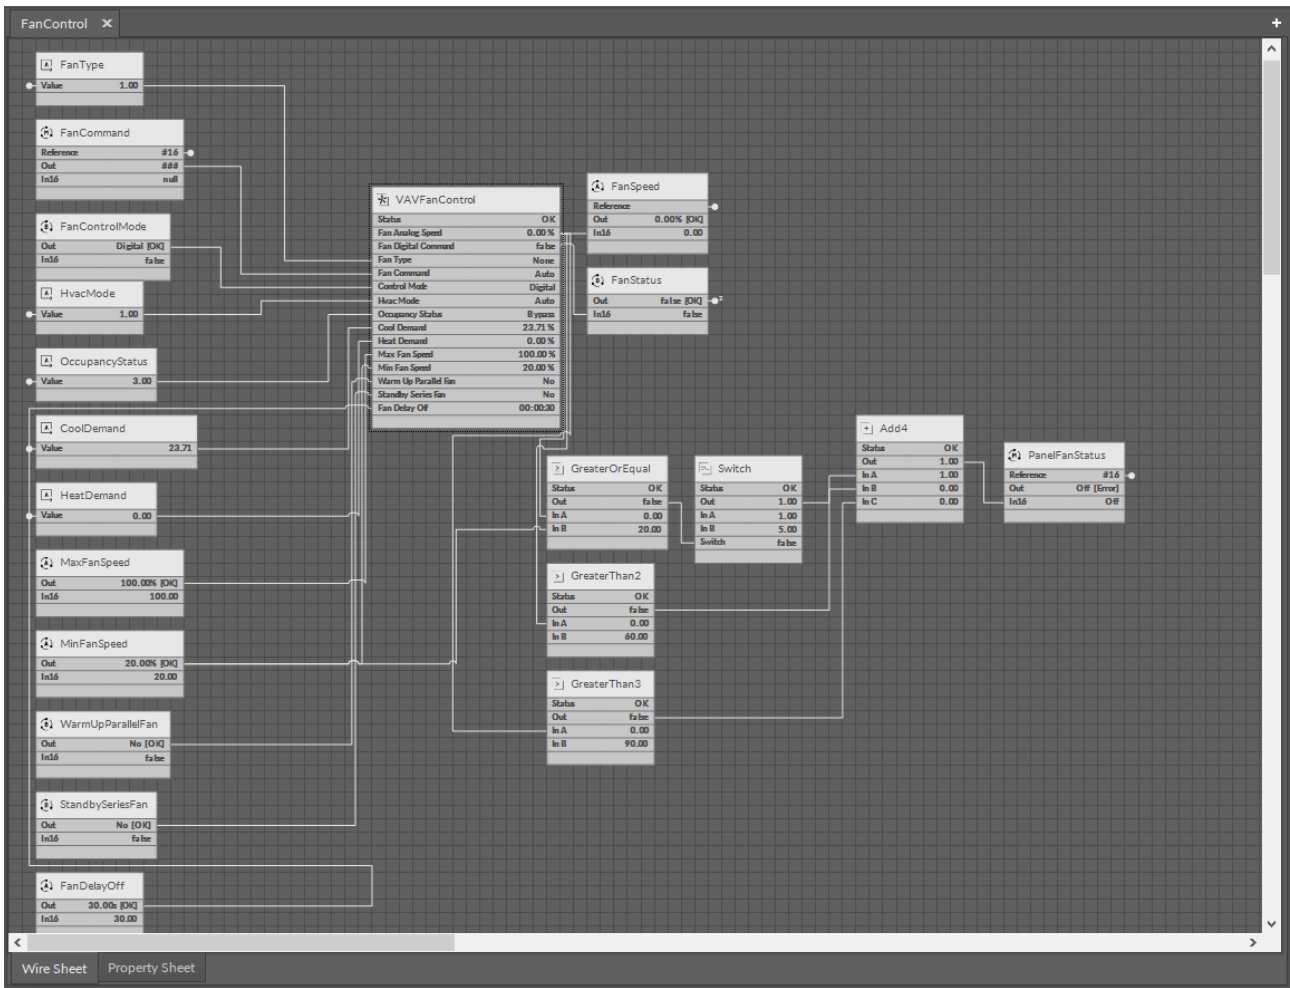 FanControl
FanType
Value 1.00
FanCommand
Reference #16
Out ###
In16 null
FanControlMode
Out Digital [OK]
In16 false
HvacMode
Value 1.00
OccupancyStatus
Value 3.00
CoolDemand
Value 23.71
HeatDemand
Value 0.00
MaxFanSpeed
Out 100.00% [OK]
In16 100.00
MinFanSpeed
Out 20.00% [OK]
In16 20.00
WarmUpParallelFan
Out No [OK]
In16 false
StandbySeriesFan
Out No [OK]
In16 false
FanDelayOff
Out 30.00s [OK]
In16 30.00
VAVFanControl
Status OK
Fan Analog Speed 0.00 %
Fan Digital Command false
Fan Type None
Fan Command Auto
Control Mode Digital
Hvac Mode Auto
Occupancy Status Bypass
Cool Demand 23.71 %
Heat Demand 0.00 %
Max Fan Speed 100.00 %
Min Fan Speed 20.00 %
Warm Up Parallel Fan No
Standby Series Fan No
Fan Delay Off 00:00:30
FanSpeed
Reference
Out 0.00% [OK]
In16 0.00
FanStatus
Out false [OK] 2
In16 false
GreaterOrEqual
Status OK
Out false
In A 0.00
In B 20.00
Switch
Status OK
Out 1.00
In A 1.00
In B 5.00
Switch false
GreaterThan2
Status OK
Out false
In A 0.00
In B 60.00
GreaterThan3
Status OK
Out false
In A 0.00
In B 90.00
Add4
Status OK
Out 1.00
In A 1.00
In B 0.00
In C 0.00
PanelFanStatus
Reference #16
Out Off [Error]
In16 Off
Wire Sheet Property Sheet